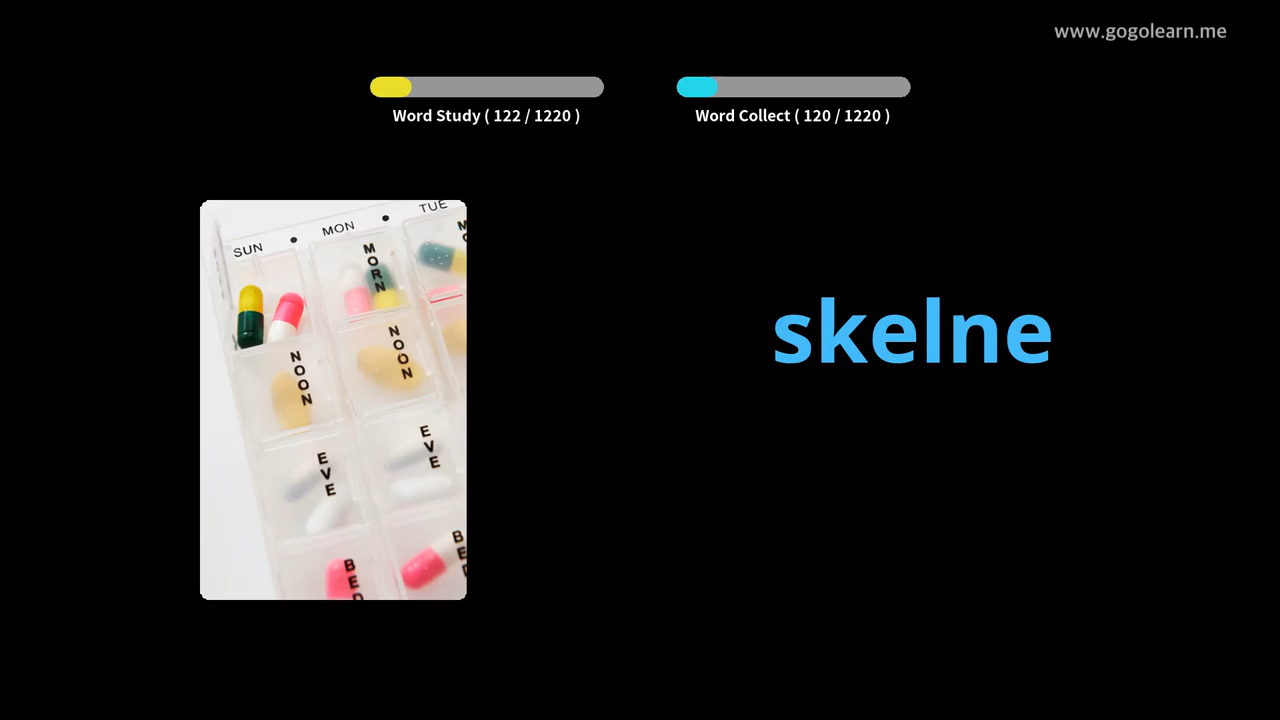 www.gogolearn.me
Word Study ( 122 / 1220 )
Word Collect ( 120 / 1220 )
SUN • MON • TUE
MORN
NOON
NOON
EVE
EVE
BED
skelne